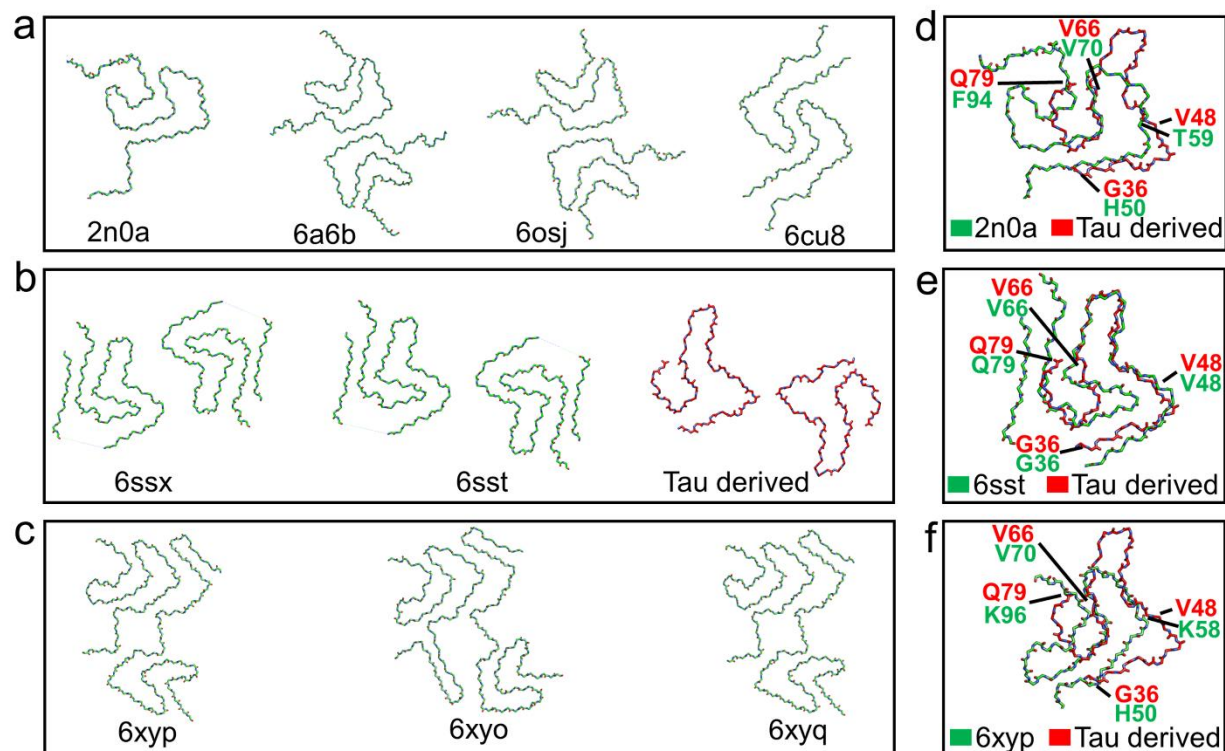 a
2n0a 6a6b 6osj 6cu8
d
V66
V70
Q79
F94
V48
T59
G36
H50
2n0a Tau derived
b
6ssx 6sst Tau derived
e
V66
V66
Q79
Q79
V48
V48
G36
G36
6sst Tau derived
c
6xyp 6xyo 6xyq
f
V66
V70
Q79
K96
V48
K58
G36
H50
6xyp Tau derived